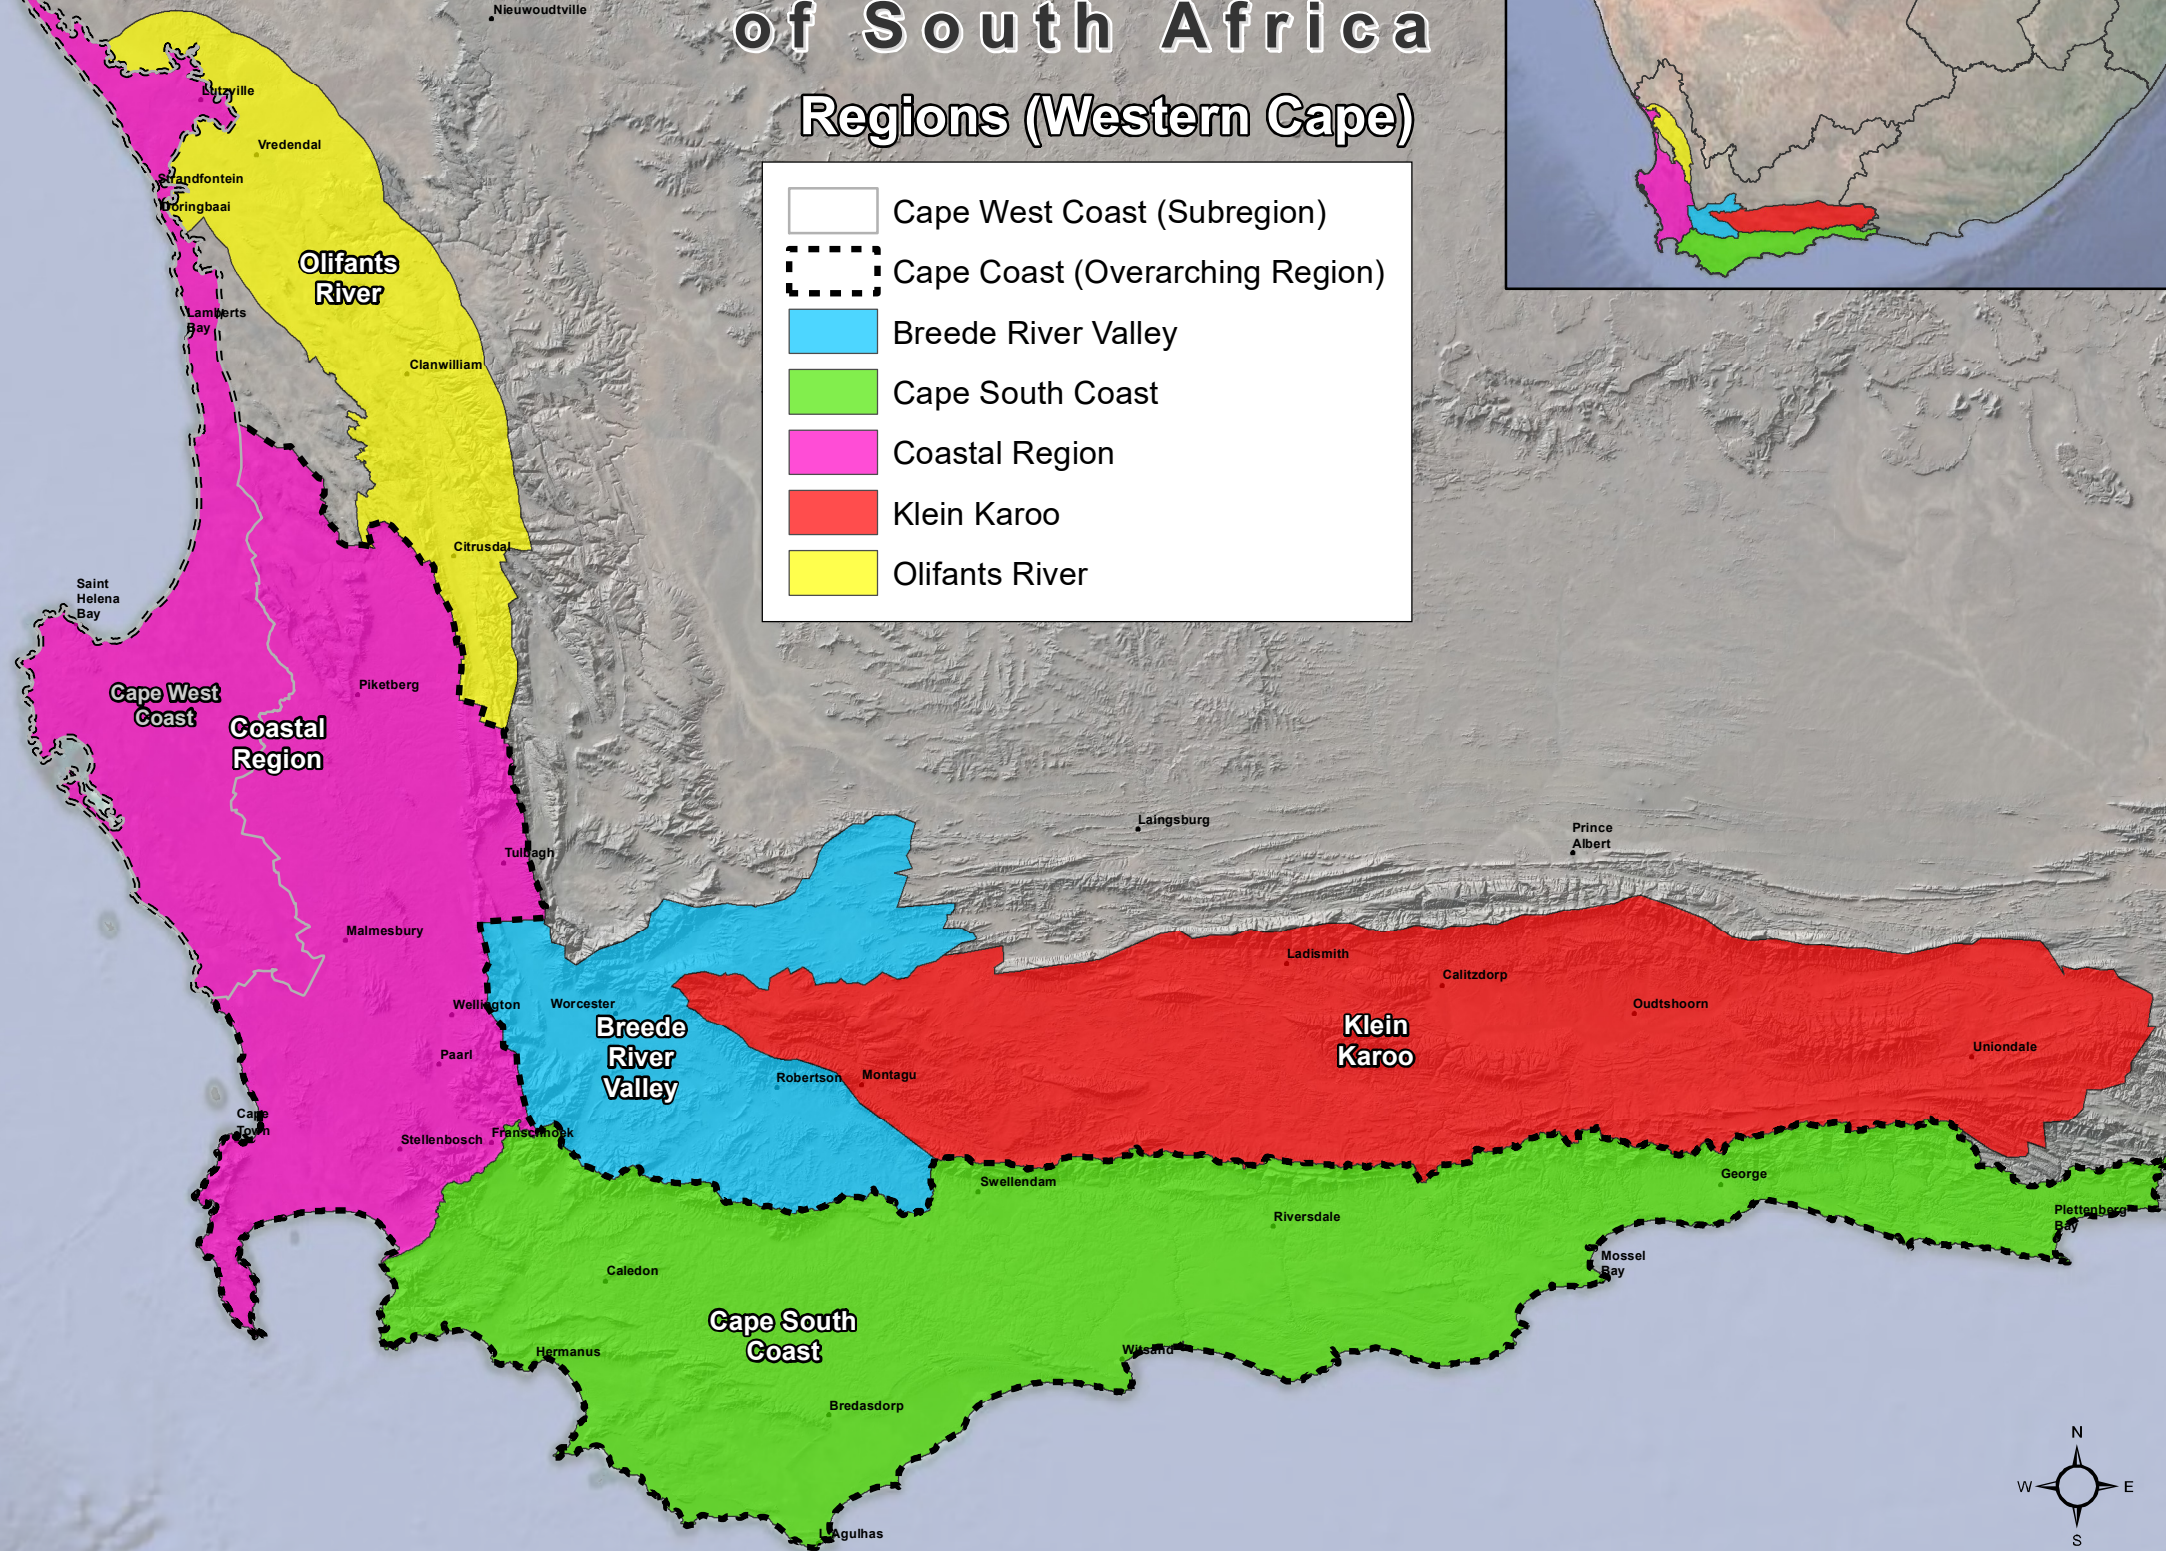 Nieuwoudtville
of South Africa
Regions (Western Cape)
Cape West Coast (Subregion)
Cape Coast (Overarching Region)
Breede River Valley
Cape South Coast
Coastal Region
Klein Karoo
Olifants River
Lutzville
Vredendal
Strandfontein
Doringbaai
Olifants
River
Lamberts
Bay
Clanwilliam
Citrusdal
Saint
Helena
Bay
Piketberg
Cape West
Coast
Coastal
Region
Tulbagh
Laingsburg
Prince
Albert
Malmesbury
Ladismith
Calitzdorp
Wellington
Worcester
Oudtshoorn
Breede
River
Valley
Klein
Karoo
Uniondale
Paarl
Robertson
Montagu
Cape
Town
Stellenbosch
Franschhoek
Swellendam
George
Riversdale
Plettenberg
Bay
Mossel
Bay
Caledon
Cape South
Coast
Hermanus
Witsand
Bredasdorp
L'Agulhas
N
W
E
S